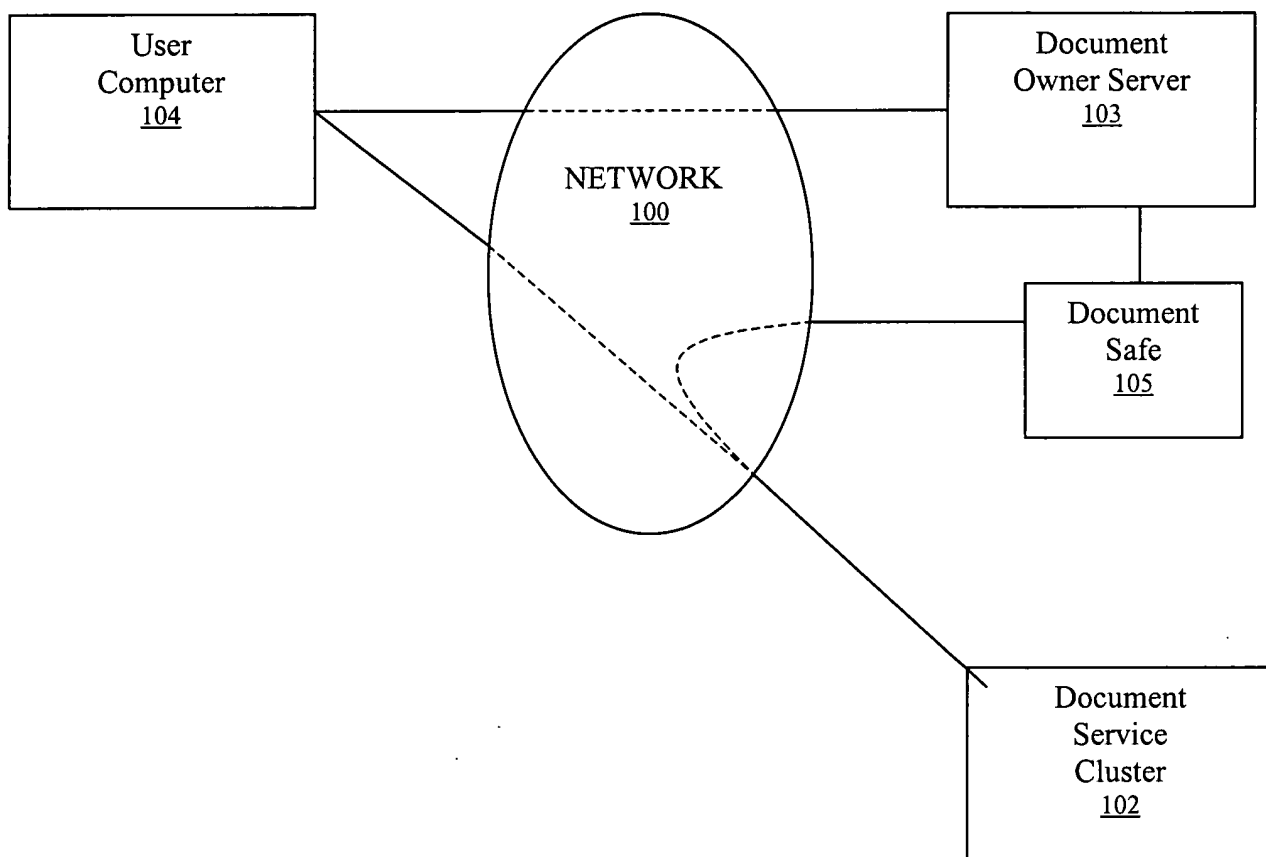 User
Computer
104
Document
Owner Server
103
NETWORK
100
Document
Safe
105
Document
Service
Cluster
102